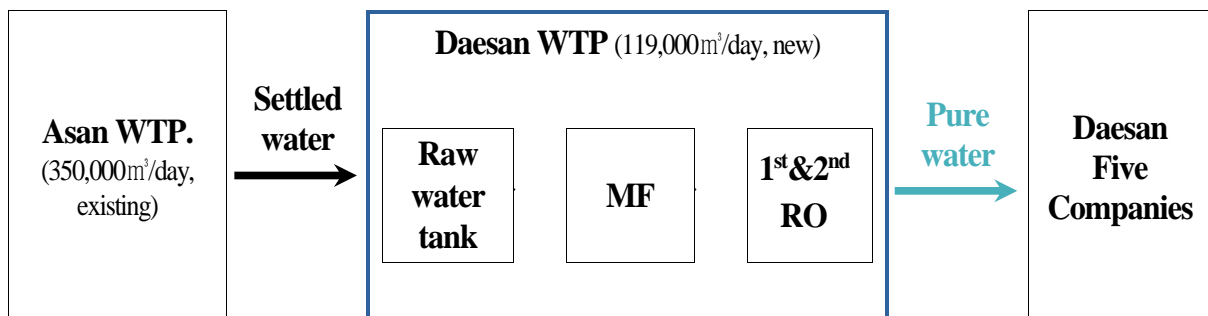 Asan WTP.
(350,000㎥/day,
existing)
Settled
water
Daesan WTP (119,000㎥/day, new)
Raw
water
tank
MF
1st&2nd
RO
Pure
water
Daesan
Five
Companies